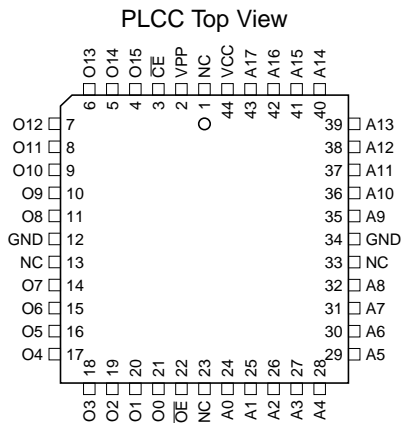 PLCC Top View
O13 O14 O15 CE VPP NC VCC A17 A16 A15 A14
6 5 4 3 2 1 44 43 42 41 40
O12 7 39 A13
O11 8 38 A12
O10 9 37 A11
O9 10 36 A10
O8 11 35 A9
GND 12 34 GND
NC 13 33 NC
O7 14 32 A8
O6 15 31 A7
O5 16 30 A6
O4 17 29 A5
18 19 20 21 22 23 24 25 26 27 28
O3 O2 O1 O0 OE NC A0 A1 A2 A3 A4